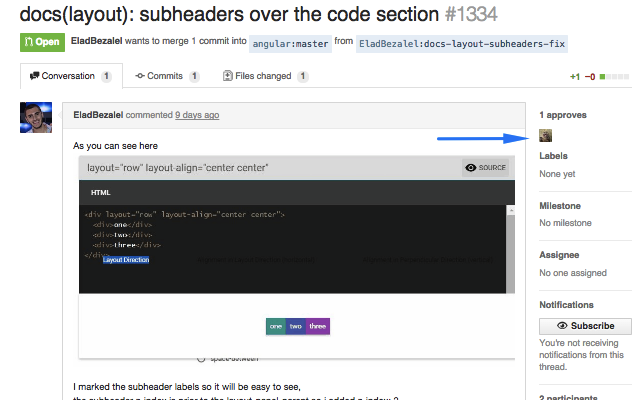 docs(layout): subheaders over the code section #1334
Open EladBezalel wants to merge 1 commit into angular:master from EladBezalel:docs-layout-subheaders-fix
Conversation 1 Commits 1 Files changed 1 +1 −0
EladBezalel commented 9 days ago
As you can see here
layout="row" layout-align="center center" SOURCE
HTML
<div layout="row" layout-align="center center">
<div>one</div>
<div>two</div>
<div>three</div>
</div>
Layout Direction
one two three
I marked the subheader labels so it will be easy to see,
1 approves
Labels
None yet
Milestone
No milestone
Assignee
No one assigned
Notifications
Subscribe
You're not receiving
notifications from this
thread.
2 participants